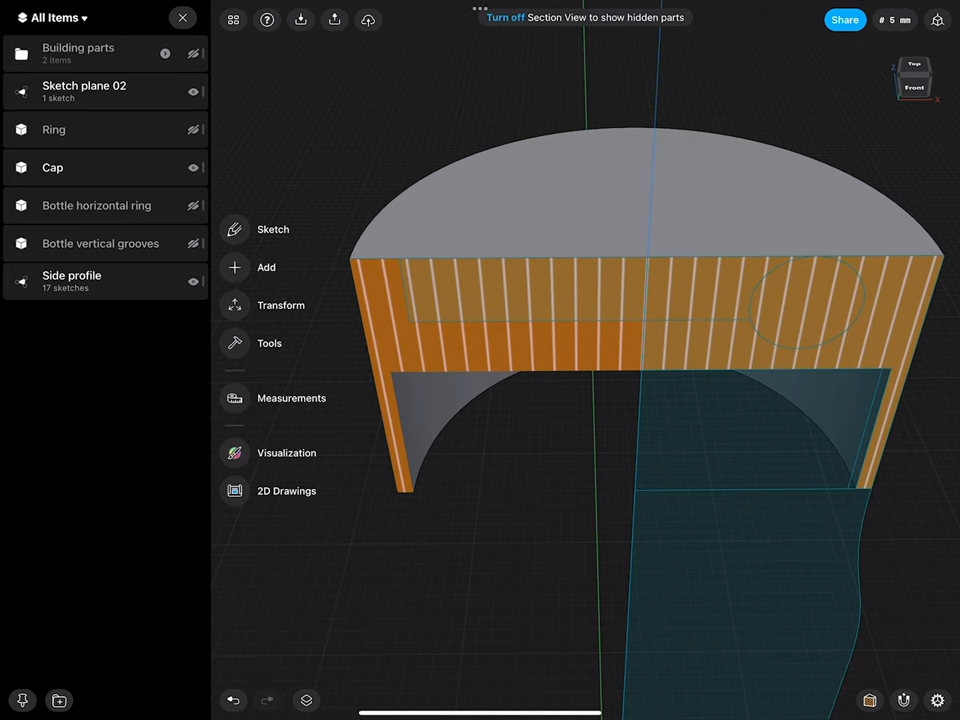 All Items
Turn off Section View to show hidden parts
Share
# 5 mm
Building parts
2 items
Sketch plane 02
1 sketch
Ring
Cap
Bottle horizontal ring
Bottle vertical grooves
Side profile
17 sketches
Sketch
Add
Transform
Tools
Measurements
Visualization
2D Drawings
Top
Front
Z
X